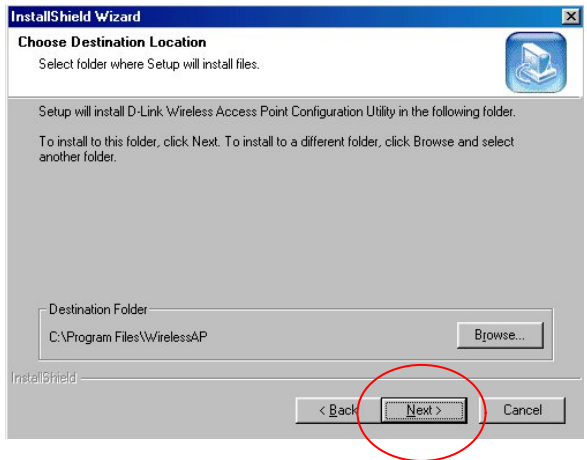 InstallShield Wizard
Choose Destination Location
Select folder where Setup will install files.
Setup will install D-Link Wireless Access Point Configuration Utility in the following folder.
To install to this folder, click Next. To install to a different folder, click Browse and select
another folder.
Destination Folder
C:\Program Files\WirelessAP
Browse...
InstallShield
< Back
Next >
Cancel